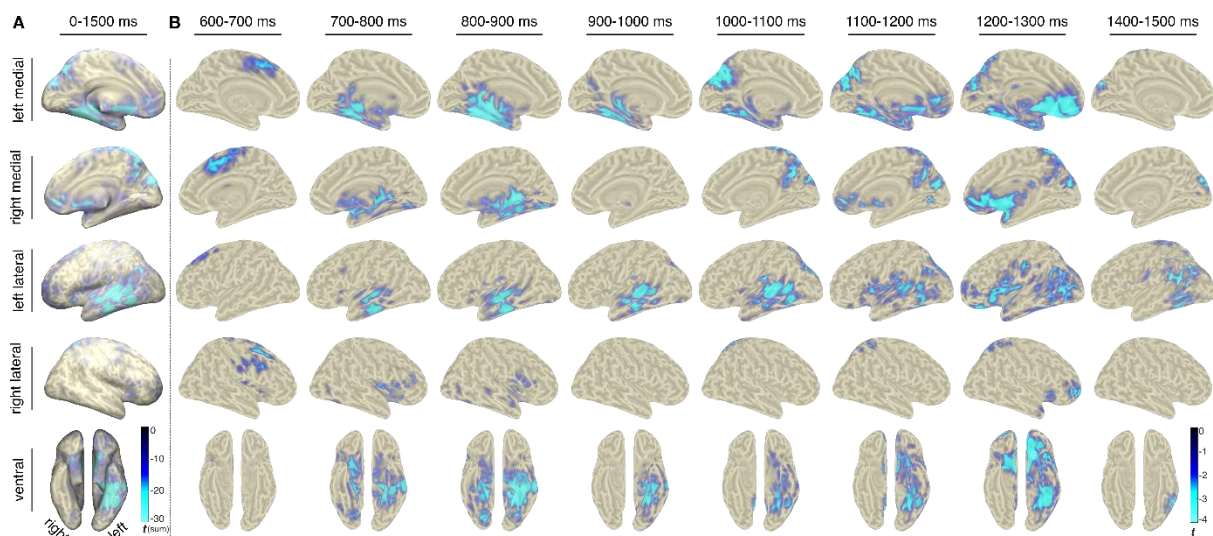 A 0-1500 ms B 600-700 ms 700-800 ms 800-900 ms 900-1000 ms 1000-1100 ms 1100-1200 ms 1200-1300 ms 1400-1500 ms
left medial
right medial
left lateral
right lateral
ventral
right
left
0
-10
-20
-30
t (sum)
0
-1
-2
-3
-4
t